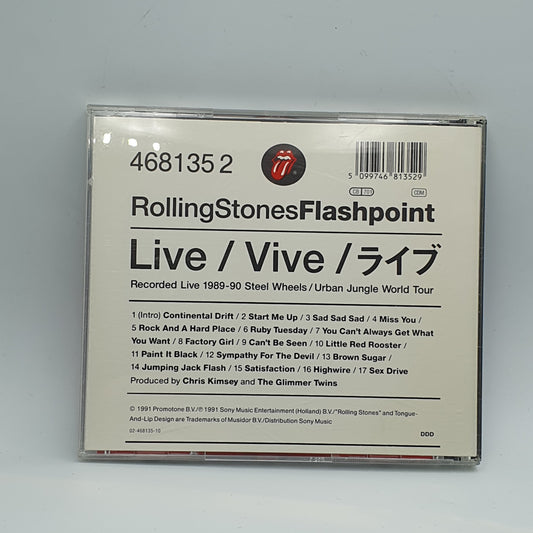 468135 2
5 099746 813529
CB 701
CDM
RollingStonesFlashpoint
Live / Vive / ライブ
Recorded Live 1989-90 Steel Wheels / Urban Jungle World Tour
1 (Intro) Continental Drift / 2 Start Me Up / 3 Sad Sad Sad / 4 Miss You /
5 Rock And A Hard Place / 6 Ruby Tuesday / 7 You Can't Always Get What
You Want / 8 Factory Girl / 9 Can't Be Seen / 10 Little Red Rooster /
11 Paint It Black / 12 Sympathy For The Devil / 13 Brown Sugar /
14 Jumping Jack Flash / 15 Satisfaction / 16 Highwire / 17 Sex Drive
Produced by Chris Kimsey and The Glimmer Twins
© 1991 Promotone B.V./℗ 1991 Sony Music Entertainment (Holland) B.V./"Rolling Stones" and Tongue-
And-Lip Design are Trademarks of Musidor B.V./Distribution Sony Music
02-468135-10
DDD